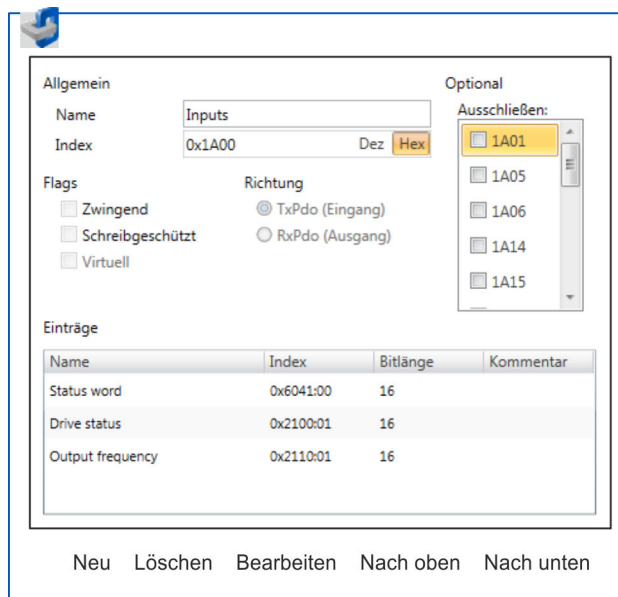 Allgemein
Name Inputs
Index 0x1A00 Dez Hex
Flags
Zwingend
Schreibgeschützt
Virtuell
Richtung
TxPdo (Eingang)
RxPdo (Ausgang)
Optional
Ausschließen:
1A01
1A05
1A06
1A14
1A15
Einträge
Name Index Bitlänge Kommentar
Status word 0x6041:00 16
Drive status 0x2100:01 16
Output frequency 0x2110:01 16
Neu Löschen Bearbeiten Nach oben Nach unten